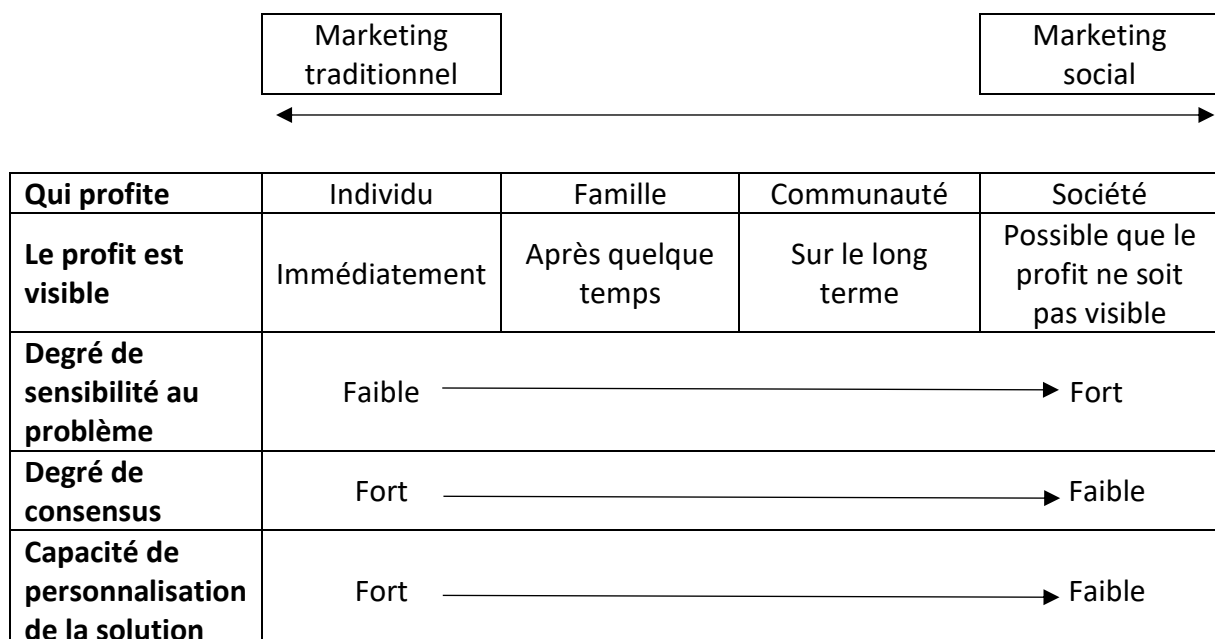 Marketing
traditionnel
Marketing
social
Qui profite
Individu
Famille
Communauté
Société
Le profit est
visible
Immédiatement
Après quelque
temps
Sur le long
terme
Possible que le
profit ne soit
pas visible
Degré de
sensibilité au
problème
Faible
Fort
Degré de
consensus
Fort
Faible
Capacité de
personnalisation
de la solution
Fort
Faible